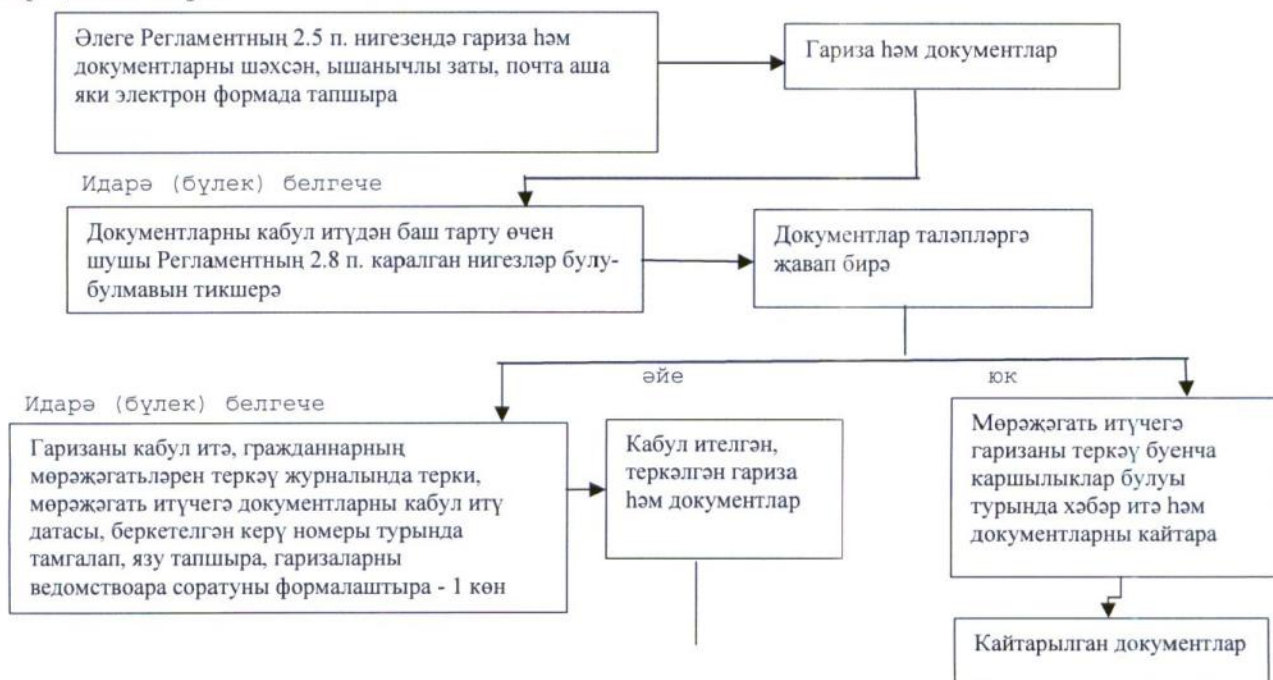 Әлеге Регламентның 2.5 п. нигезендә гариза һәм
документларны шәхсән, ышанычлы заты, почта аша
яки электрон формада тапшыра
Гариза һәм документлар
Идарә (бүлек) белгече
Документларны кабул итүдән баш тарту өчен
шушы Регламентның 2.8 п. каралган нигезләр булу-
булмавын тикшерә
Документлар таләпләргә
җавап бирә
әйе
юк
Идарә (бүлек) белгече
Гаризаны кабул итә, гражданнарның
мөрәҗәгатьләрен теркәү журналында терки,
мөрәҗәгать итүчегә документларны кабул итү
датасы, беркетелгән керү номеры турында
тамгалап, язу тапшыра, гаризаларны
ведомствоара соратуны формалаштыра - 1 көн
Кабул ителгән,
теркәлгән гариза
һәм документлар
Мөрәҗәгать итүчегә
гаризаны теркәү буенча
каршылыклар булуы
турында хәбәр итә һәм
документларны кайтара
Кайтарылган документлар